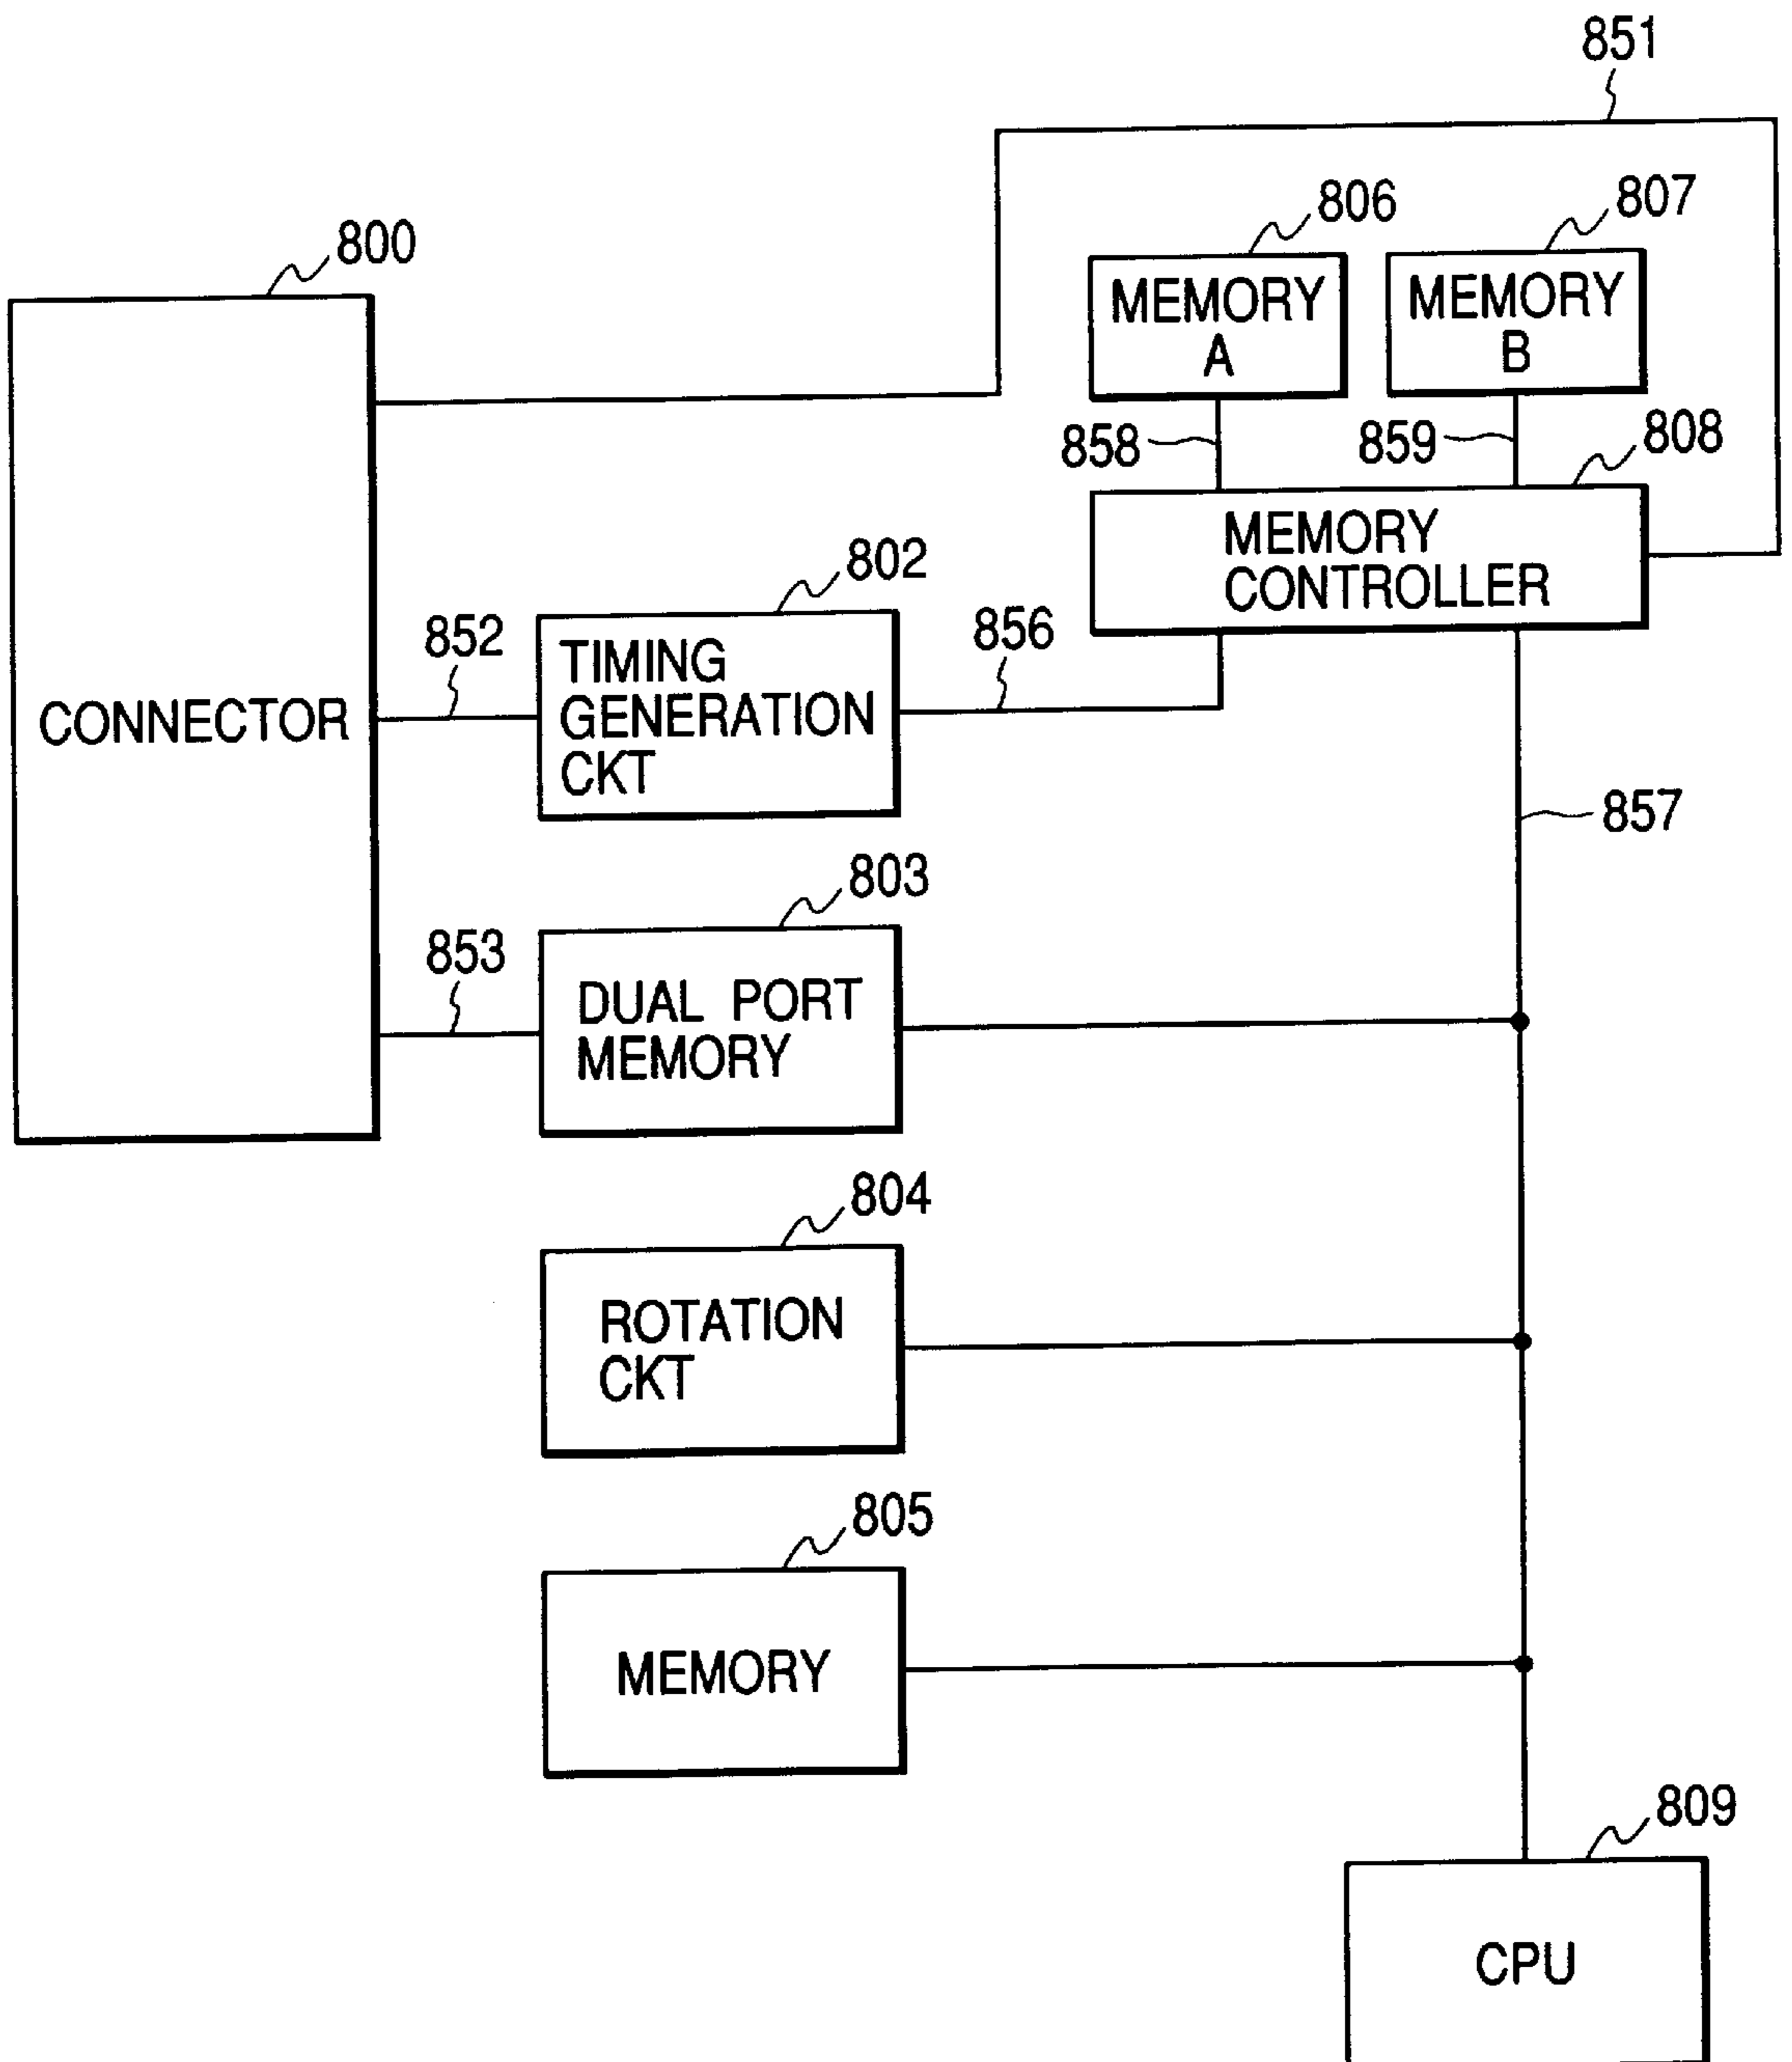 851
806
807
800
MEMORY
A
MEMORY
B
858
859
808
MEMORY
CONTROLLER
802
852
TIMING
GENERATION
CKT
856
CONNECTOR
857
803
853
DUAL PORT
MEMORY
804
ROTATION
CKT
805
MEMORY
809
CPU